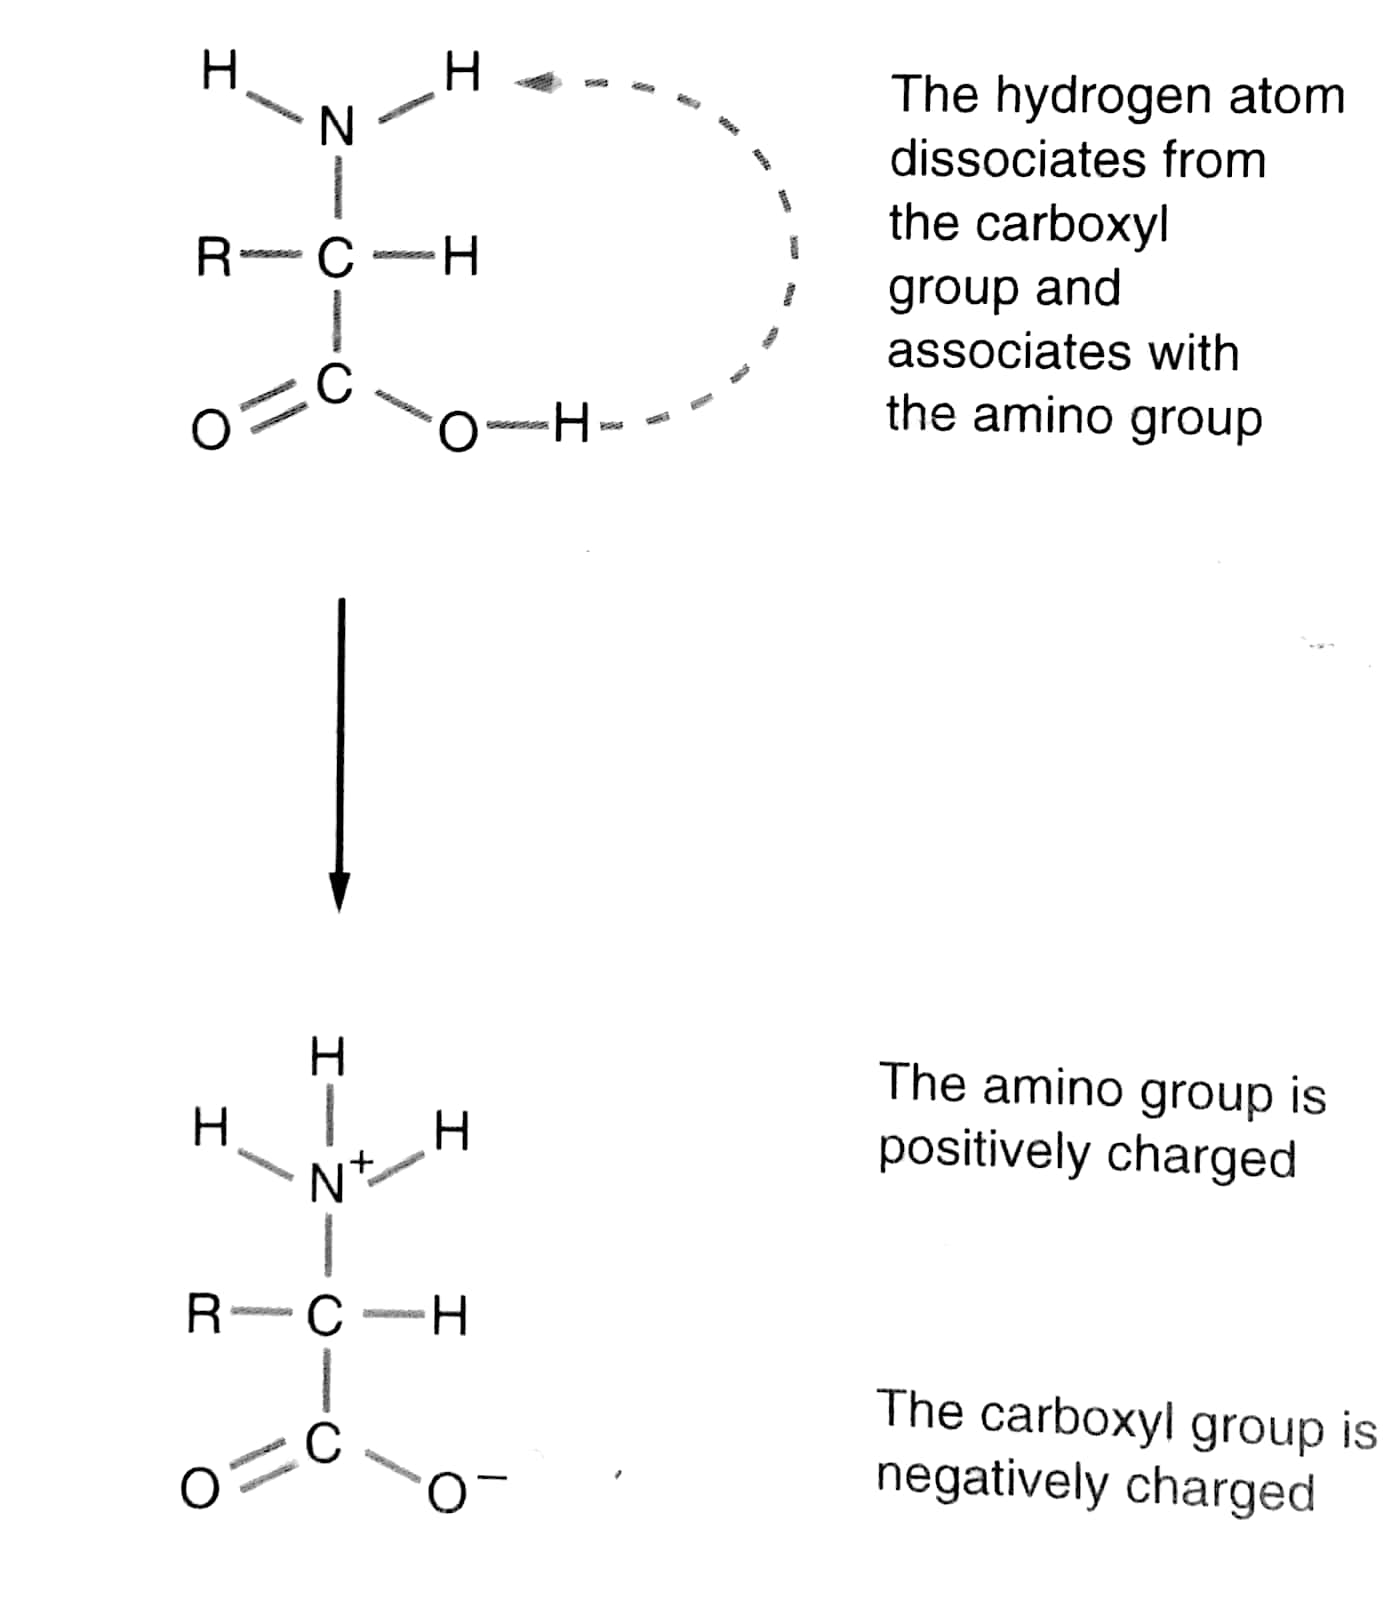 H H
N
R C H
C
O O H
The hydrogen atom
dissociates from
the carboxyl
group and
associates with
the amino group
H
H H
N+
R C H
C
O O−
The amino group is
positively charged
The carboxyl group is
negatively charged